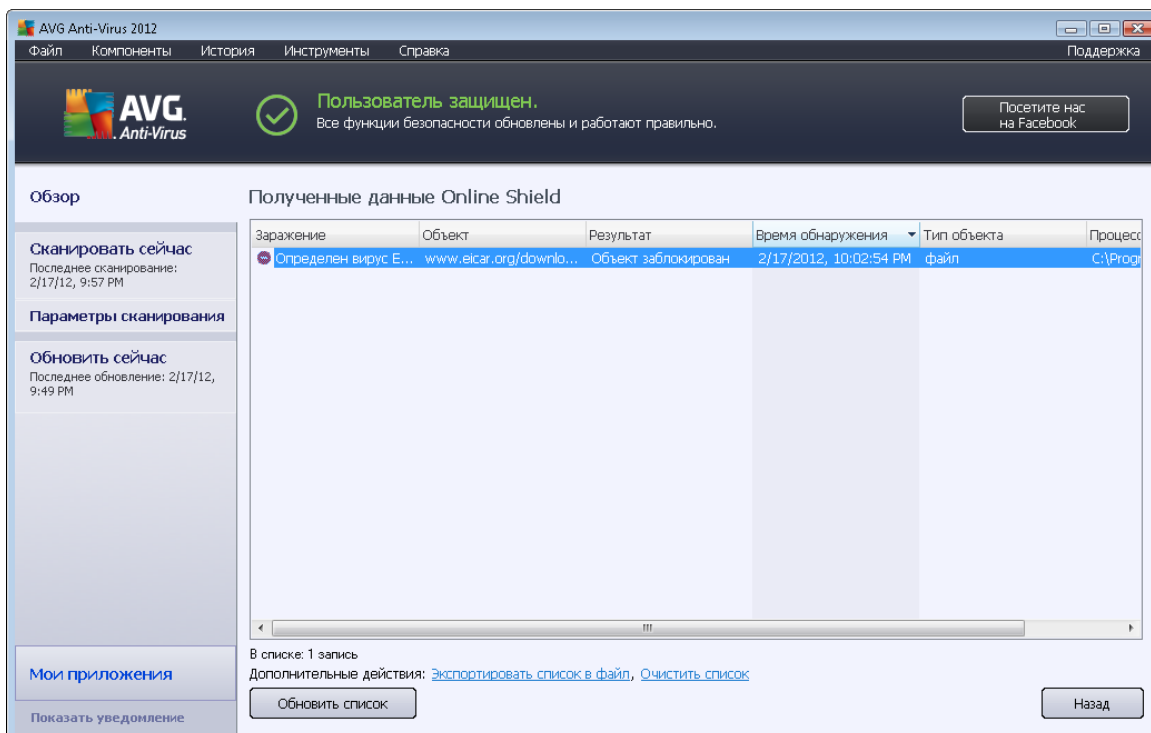 AVG Anti-Virus 2012
Файл Компоненты История Инструменты Справка Поддержка
AVG.
Anti-Virus
Пользователь защищен.
Все функции безопасности обновлены и работают правильно.
Посетите нас
на Facebook
Обзор
Сканировать сейчас
Последнее сканирование:
2/17/12, 9:57 PM
Параметры сканирования
Обновить сейчас
Последнее обновление: 2/17/12,
9:49 PM
Мои приложения
Показать уведомление
Полученные данные Online Shield
Заражение Объект Результат Время обнаружения Тип объекта Процесс
Определен вирус E... www.eicar.org/downlo... Объект заблокирован 2/17/2012, 10:02:54 PM файл C:\Progr
В списке: 1 запись
Дополнительные действия: Экспортировать список в файл, Очистить список
Обновить список Назад